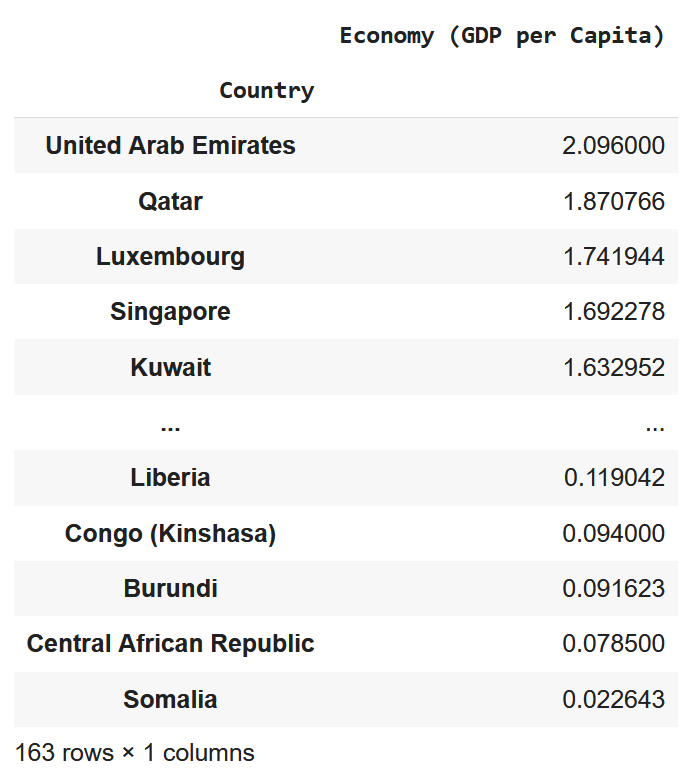 Economy (GDP per Capita)
Country
United Arab Emirates 2.096000
Qatar 1.870766
Luxembourg 1.741944
Singapore 1.692278
Kuwait 1.632952
... ...
Liberia 0.119042
Congo (Kinshasa) 0.094000
Burundi 0.091623
Central African Republic 0.078500
Somalia 0.022643
163 rows × 1 columns